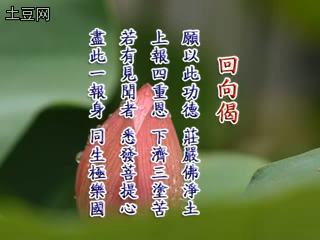 土豆网
回向偈
願以此功德　莊嚴佛淨土
上報四重恩　下濟三塗苦
若有見聞者　悉發菩提心
盡此一報身　同生極樂國